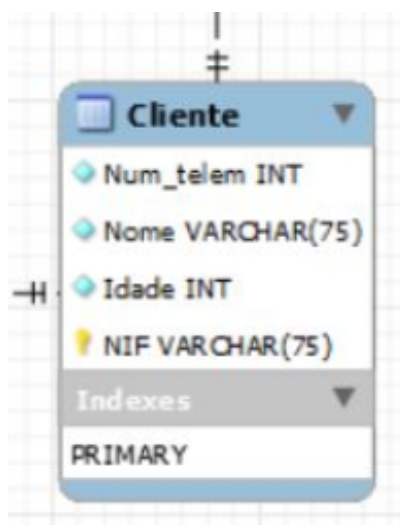 Cliente
Num_telem INT
Nome VARCHAR(75)
Idade INT
NIF VARCHAR(75)
Indexes
PRIMARY